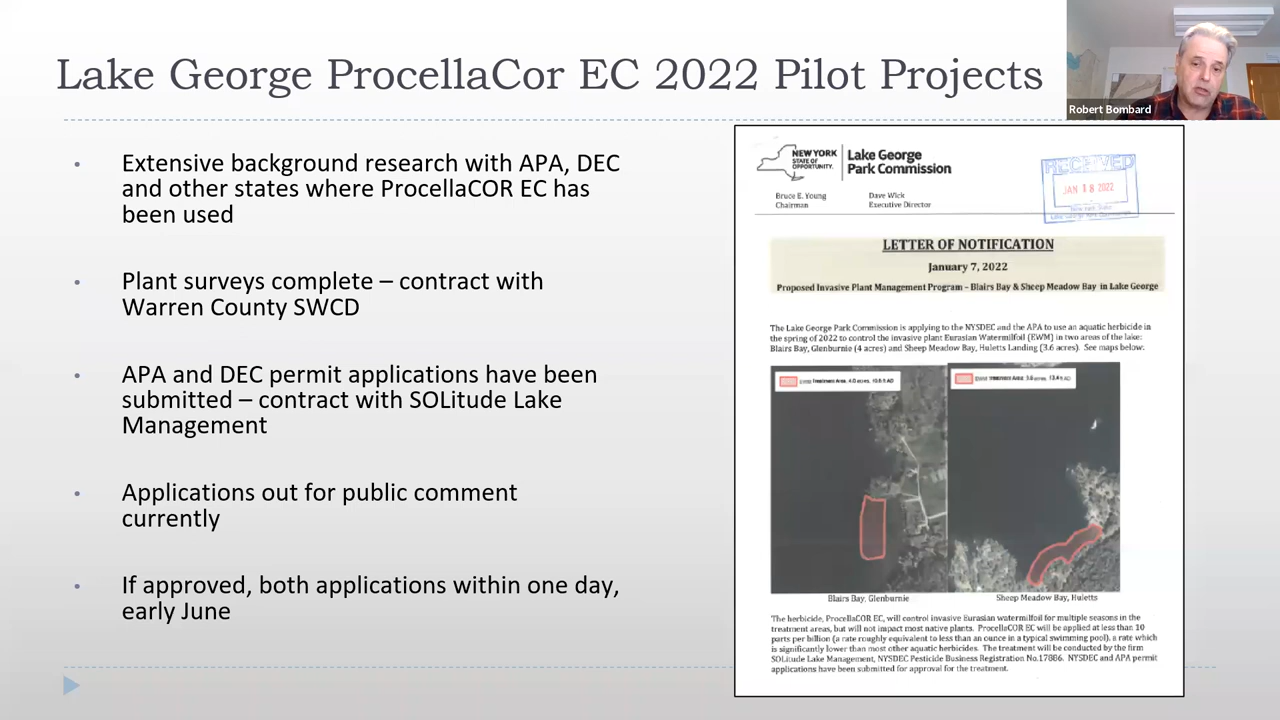 Lake George ProcellaCor EC 2022 Pilot Projects
Robert Bombard
• Extensive background research with APA, DEC
and other states where ProcellaCOR EC has
been used
• Plant surveys complete – contract with
Warren County SWCD
• APA and DEC permit applications have been
submitted – contract with SOLitude Lake
Management
• Applications out for public comment
currently
• If approved, both applications within one day,
early June
NEW YORK
STATE OF
OPPORTUNITY.
Lake George
Park Commission
Bruce E. Young
Chairman
Dave Wick
Executive Director
RECEIVED
JAN 18 2022
LETTER OF NOTIFICATION
January 7, 2022
Proposed Invasive Plant Management Program – Blairs Bay & Sheep Meadow Bay in Lake George
The Lake George Park Commission is applying to the NYSDEC and the APA to use an aquatic herbicide in
the spring of 2022 to control the invasive plant Eurasian Watermilfoil (EWM) in two areas of the lake:
Blairs Bay, Glenburnie (4 acres) and Sheep Meadow Bay, Huletts Landing (3.6 acres). See maps below:
Treatment Area
Treatment Area
Blairs Bay, Glenburnie
Sheep Meadow Bay, Huletts
The herbicide, ProcellaCOR EC, will control invasive Eurasian watermilfoil for multiple seasons in the
treatment areas, but will not impact most native plants. ProcellaCOR EC will be applied at less than 10
parts per billion (a rate roughly equivalent to less than an ounce in a typical swimming pool), a rate which
is significantly lower than most other aquatic herbicides. The treatment will be conducted by the firm
SOLitude Lake Management, NYSDEC Pesticide Business Registration No.17886. NYSDEC and APA permit
applications have been submitted for approval for the treatment.